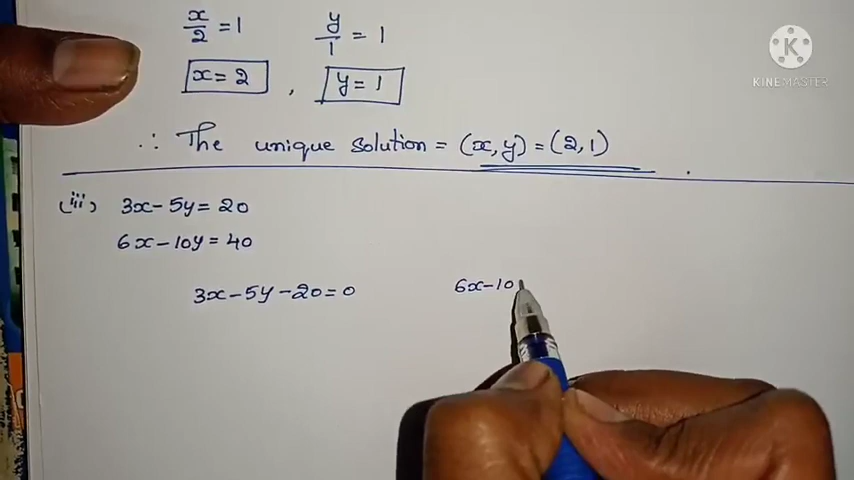 x/2 = 1 y/1 = 1
x = 2 , y = 1
∴ The unique solution = (x, y) = (2, 1)
(iii) 3x - 5y = 20
6x - 10y = 40
3x - 5y - 20 = 0 6x - 10
K
KINEMASTER